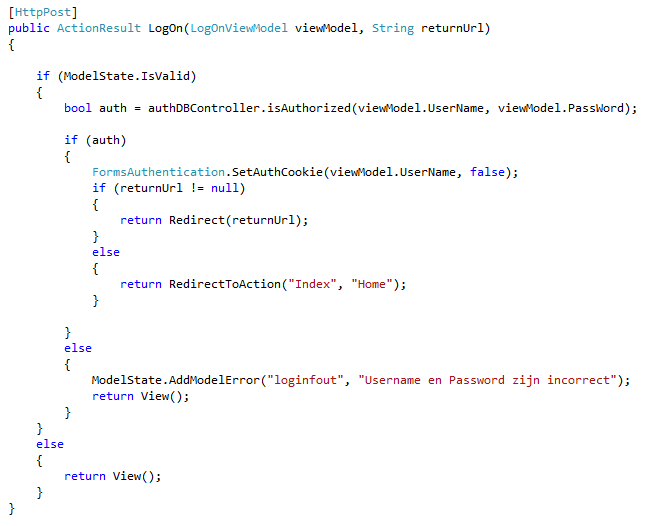 [HttpPost]
public ActionResult LogOn(LogOnViewModel viewModel, String returnUrl)
{
if (ModelState.IsValid)
{
bool auth = authDBController.isAuthorized(viewModel.UserName, viewModel.PassWord);
if (auth)
{
FormsAuthentication.SetAuthCookie(viewModel.UserName, false);
if (returnUrl != null)
{
return Redirect(returnUrl);
}
else
{
return RedirectToAction("Index", "Home");
}
}
else
{
ModelState.AddModelError("loginfout", "Username en Password zijn incorrect");
return View();
}
}
else
{
return View();
}
}